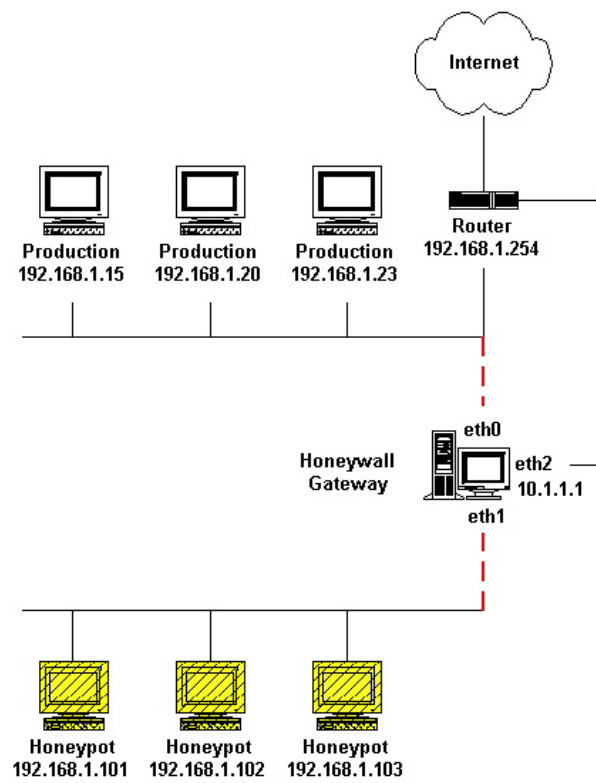 Internet
Production
192.168.1.15
Production
192.168.1.20
Production
192.168.1.23
Router
192.168.1.254
eth0
Honeywall
Gateway
eth2
10.1.1.1
eth1
Honeypot
192.168.1.101
Honeypot
192.168.1.102
Honeypot
192.168.1.103